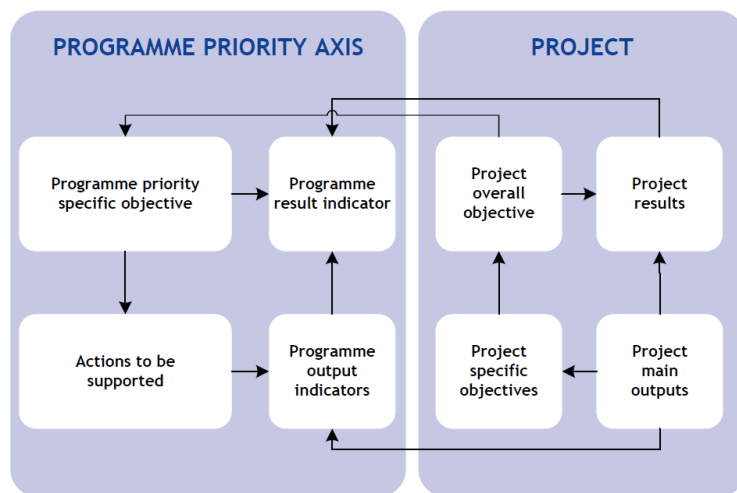 PROGRAMME PRIORITY AXIS
PROJECT
Programme priority
specific objective
Programme
result indicator
Project
overall
objective
Project
results
Actions to be
supported
Programme
output
indicators
Project
specific
objectives
Project
main
outputs